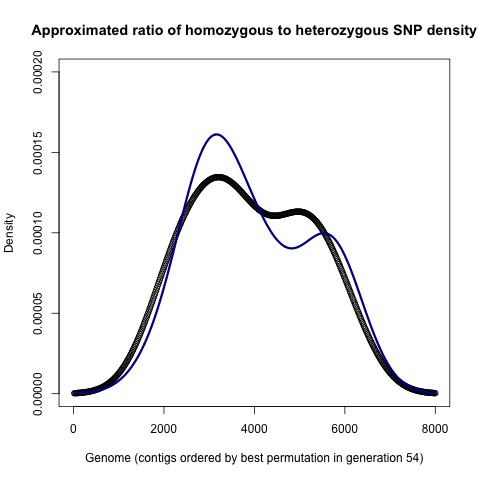 Approximated ratio of homozygous to heterozygous SNP density
0.00020
0.00015
0.00010
0.00005
0.00000
Density
0 2000 4000 6000 8000
Genome (contigs ordered by best permutation in generation 54)